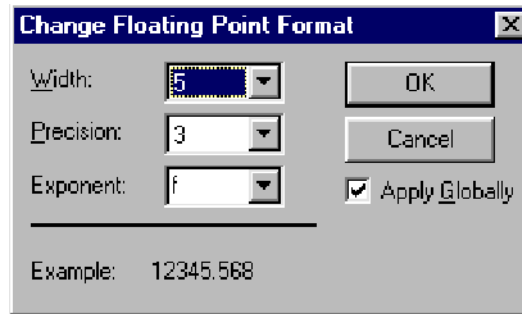 Change Floating Point Format
Width: 5 OK
Precision: 3 Cancel
Exponent: f Apply Globally
Example: 12345.568